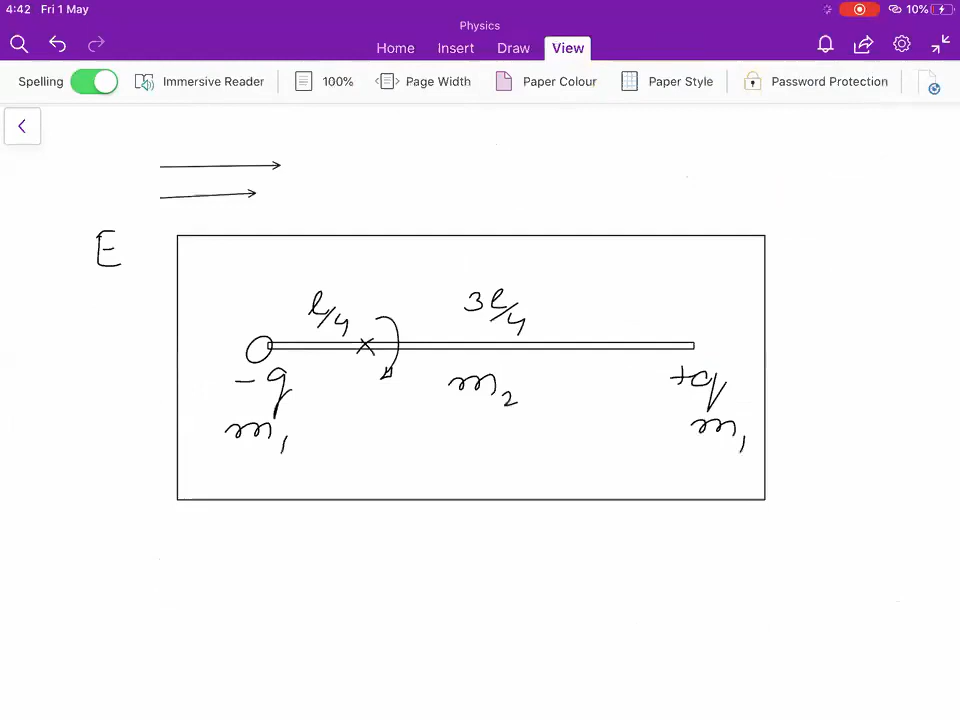 4:42 Fri 1 May
10%
Physics
Home Insert Draw View
Spelling Immersive Reader 100% Page Width Paper Colour Paper Style Password Protection
E
l/4 3l/4
-q m2 +q
m1 m1